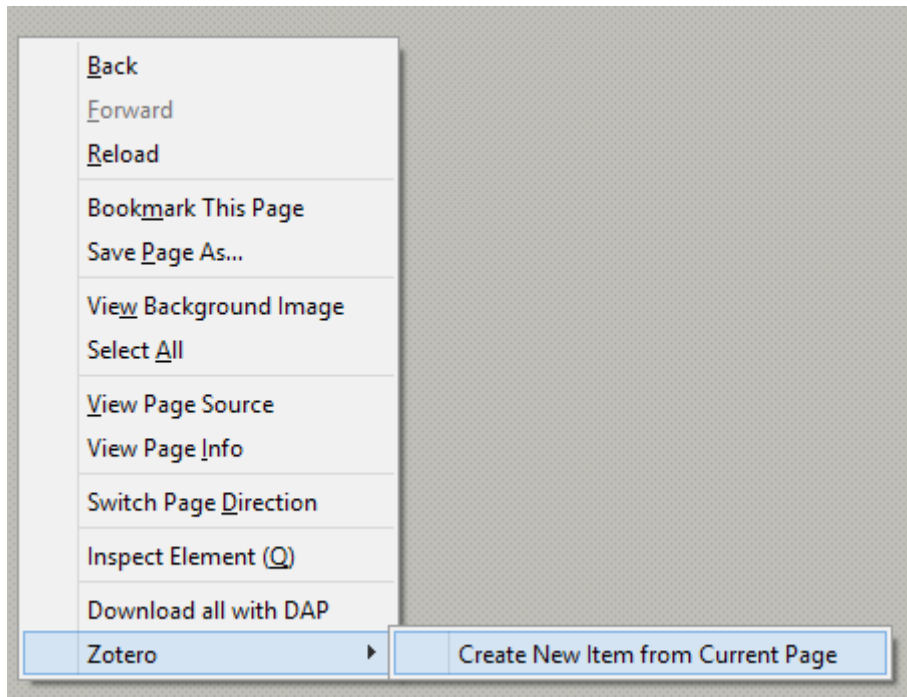 Back
Forward
Reload
Bookmark This Page
Save Page As...
View Background Image
Select All
View Page Source
View Page Info
Switch Page Direction
Inspect Element (Q)
Download all with DAP
Zotero
Create New Item from Current Page